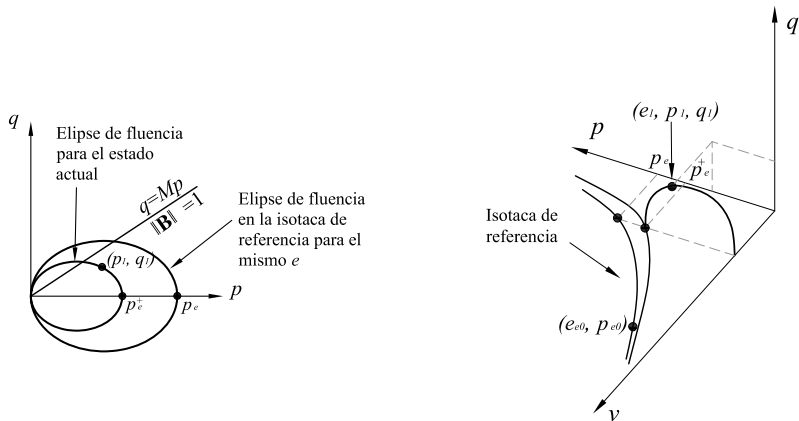 q
Elipse de fluencia
para el estado
actual
q=Mp
‖B‖=1
Elipse de fluencia
en la isotaca de
referencia para el
mismo e
(p1, q1)
p
p+e
pe
q
(e1, p1, q1)
p
pe
p+e
Isotaca de
referencia
(ee0, pe0)
v